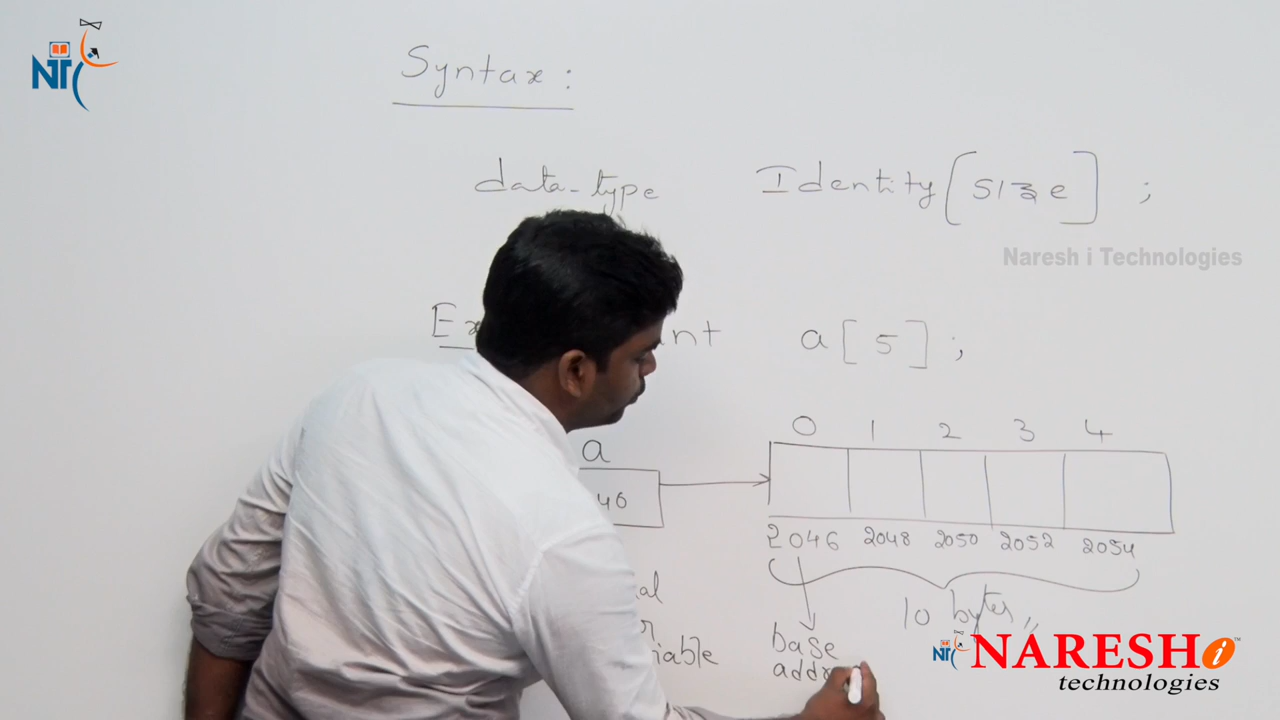 NT
Syntax :
data-type Identity [size] ;
Naresh i Technologies
a [ 5 ] ;
0 1 2 3 4
a
2046 2048 2050 2052 2054
10 bytes
base
NARESH i
technologies